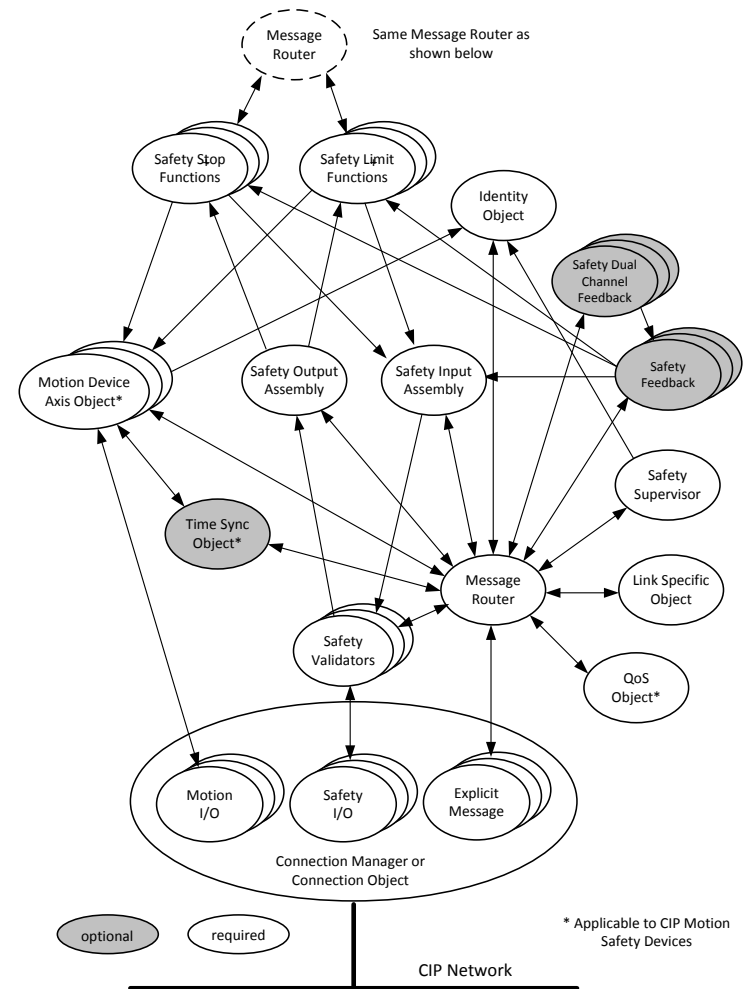 Message
Router
Same Message Router as
shown below
Safety Stop
Functions
Safety Limit
Functions
Identity
Object
Safety Dual
Channel
Feedback
Motion Device
Axis Object*
Safety Output
Assembly
Safety Input
Assembly
Safety
Feedback
Safety
Supervisor
Time Sync
Object*
Message
Router
Link Specific
Object
Safety
Validators
QoS
Object*
Motion
I/O
Safety
I/O
Explicit
Message
Connection Manager or
Connection Object
optional
required
* Applicable to CIP Motion
Safety Devices
CIP Network